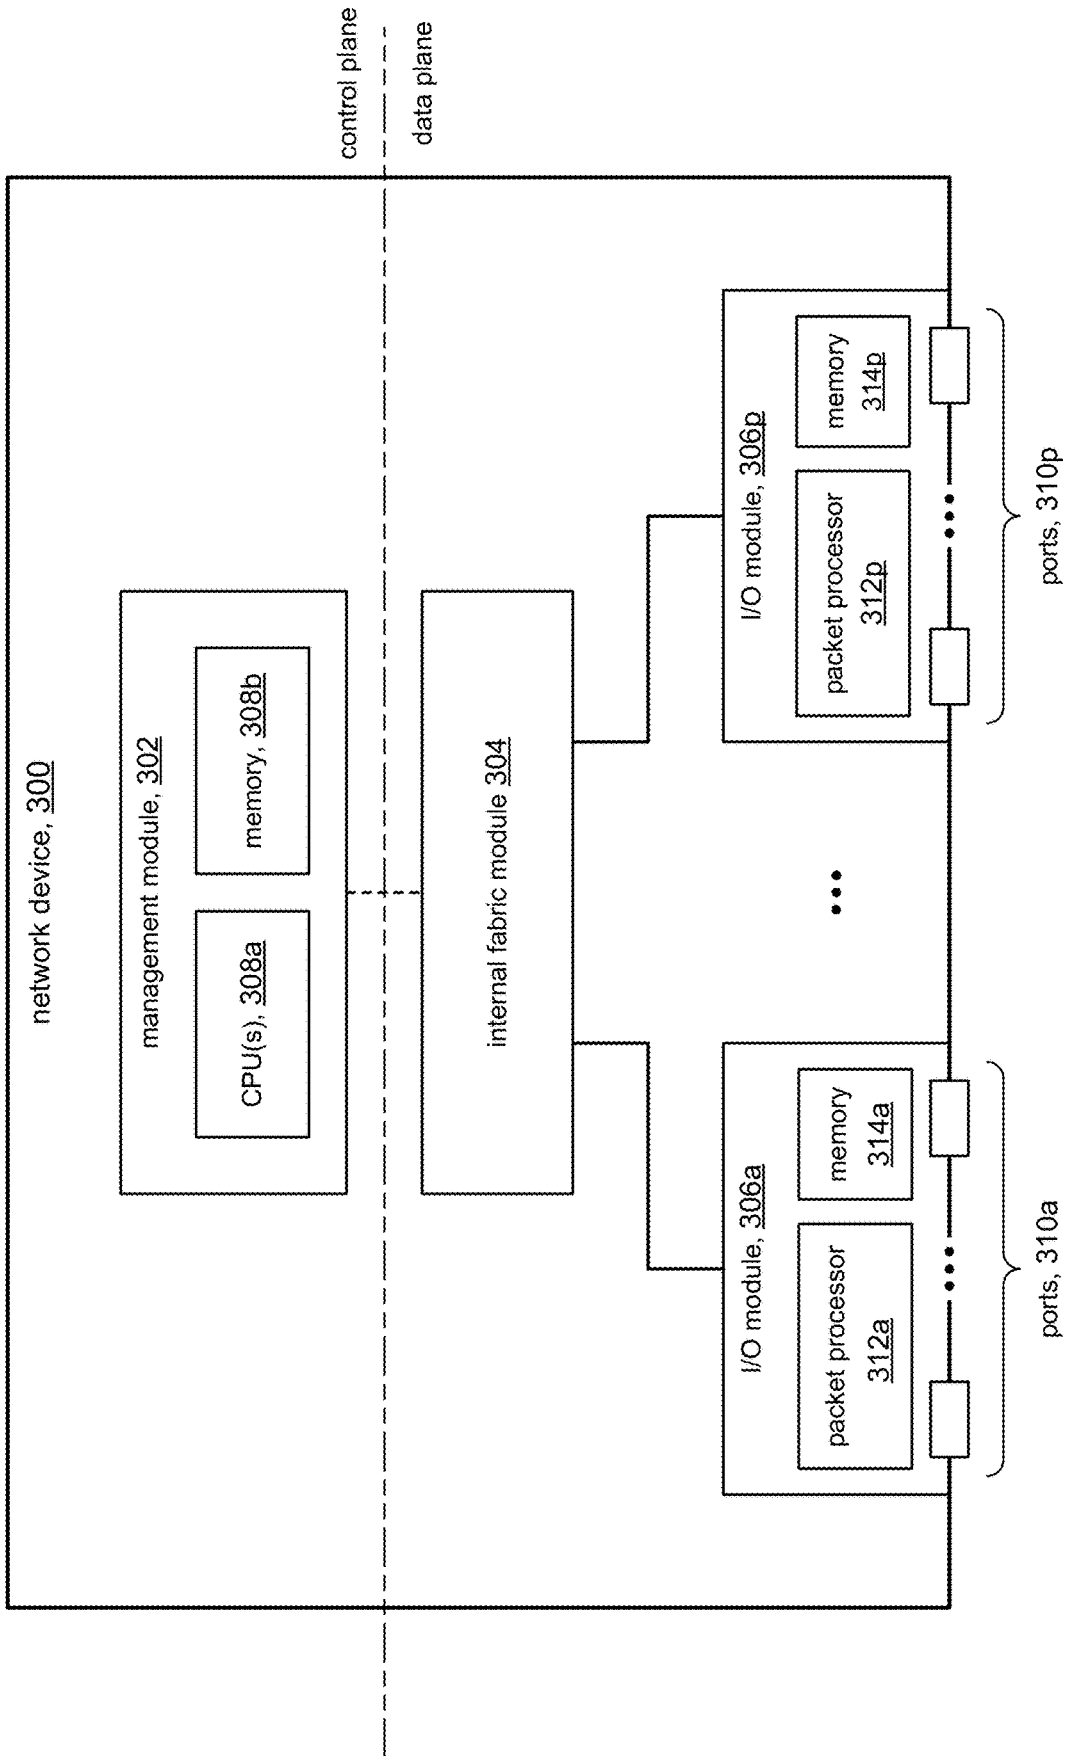 network device, 300
management module, 302
CPU(s), 308a
memory, 308b
control plane
data plane
internal fabric module 304
I/O module, 306a
packet processor
312a
memory
314a
I/O module, 306p
packet processor
312p
memory
314p
ports, 310a
ports, 310p